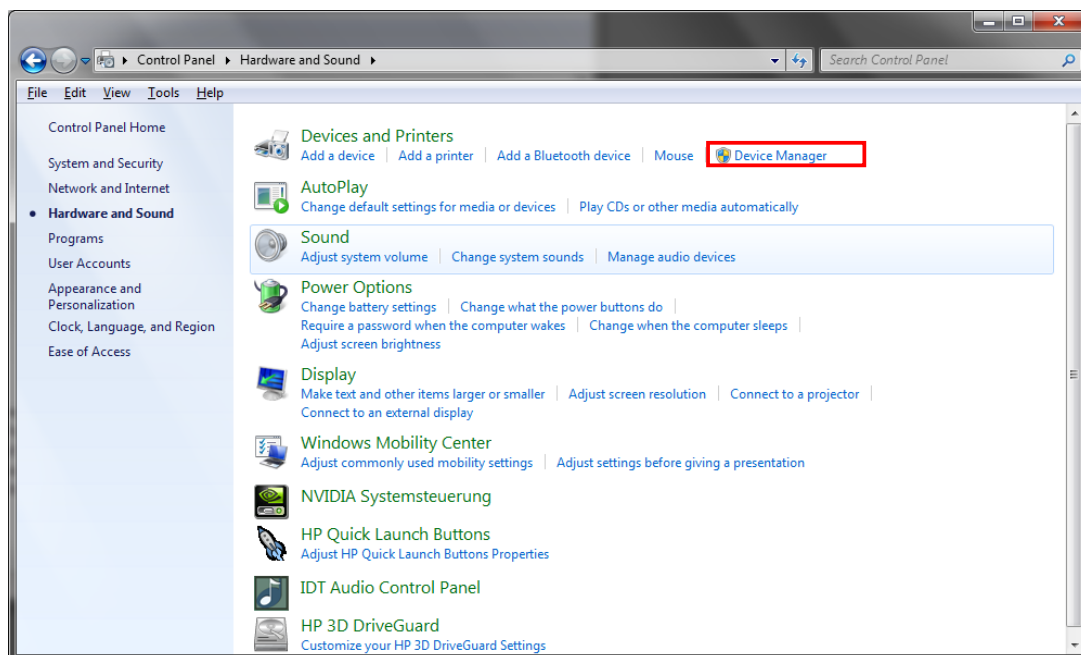 Control Panel Hardware and Sound Search Control Panel
File Edit View Tools Help
Control Panel Home
System and Security
Network and Internet
Hardware and Sound
Programs
User Accounts
Appearance and
Personalization
Clock, Language, and Region
Ease of Access
Devices and Printers
Add a device Add a printer Add a Bluetooth device Mouse Device Manager
AutoPlay
Change default settings for media or devices Play CDs or other media automatically
Sound
Adjust system volume Change system sounds Manage audio devices
Power Options
Change battery settings Change what the power buttons do
Require a password when the computer wakes Change when the computer sleeps
Adjust screen brightness
Display
Make text and other items larger or smaller Adjust screen resolution Connect to a projector
Connect to an external display
Windows Mobility Center
Adjust commonly used mobility settings Adjust settings before giving a presentation
NVIDIA Systemsteuerung
HP Quick Launch Buttons
Adjust HP Quick Launch Buttons Properties
IDT Audio Control Panel
HP 3D DriveGuard
Customize your HP 3D DriveGuard Settings